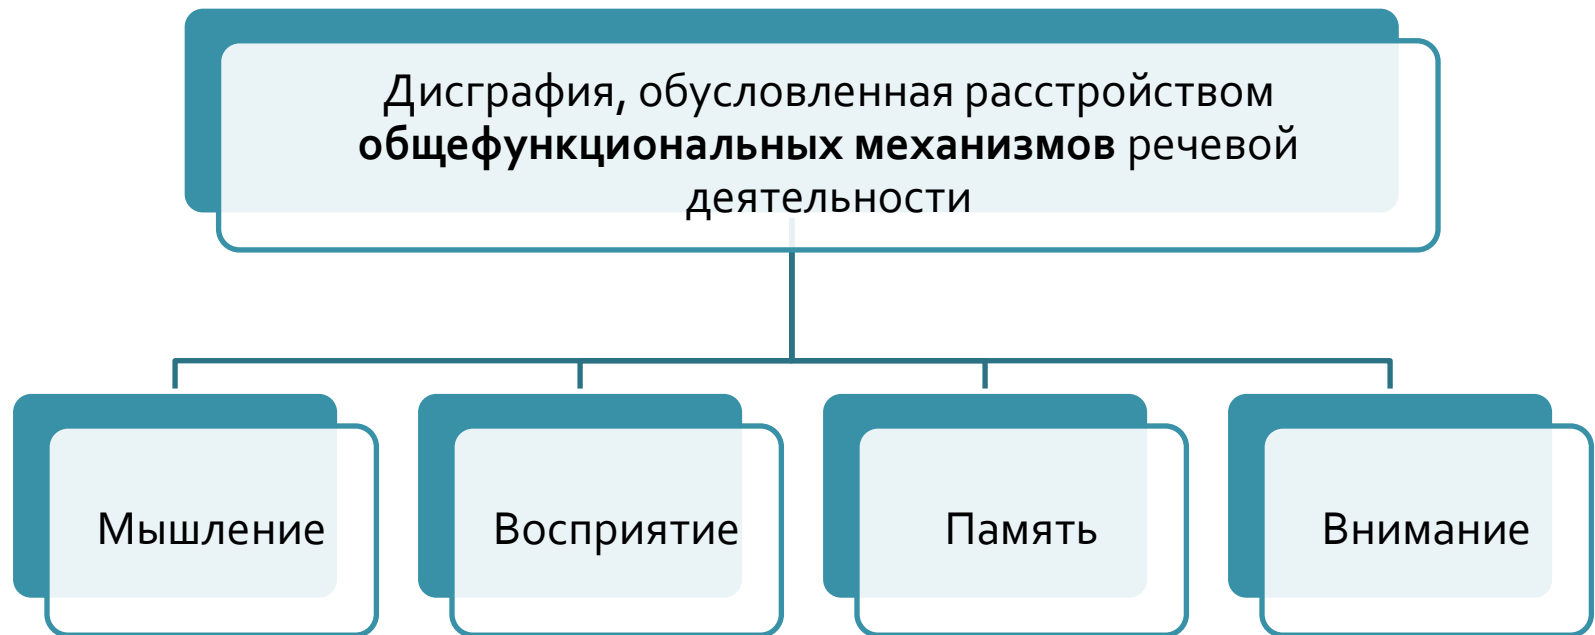 Дисграфия, обусловленная расстройством
общефункциональных механизмов речевой
деятельности
Мышление
Восприятие
Память
Внимание